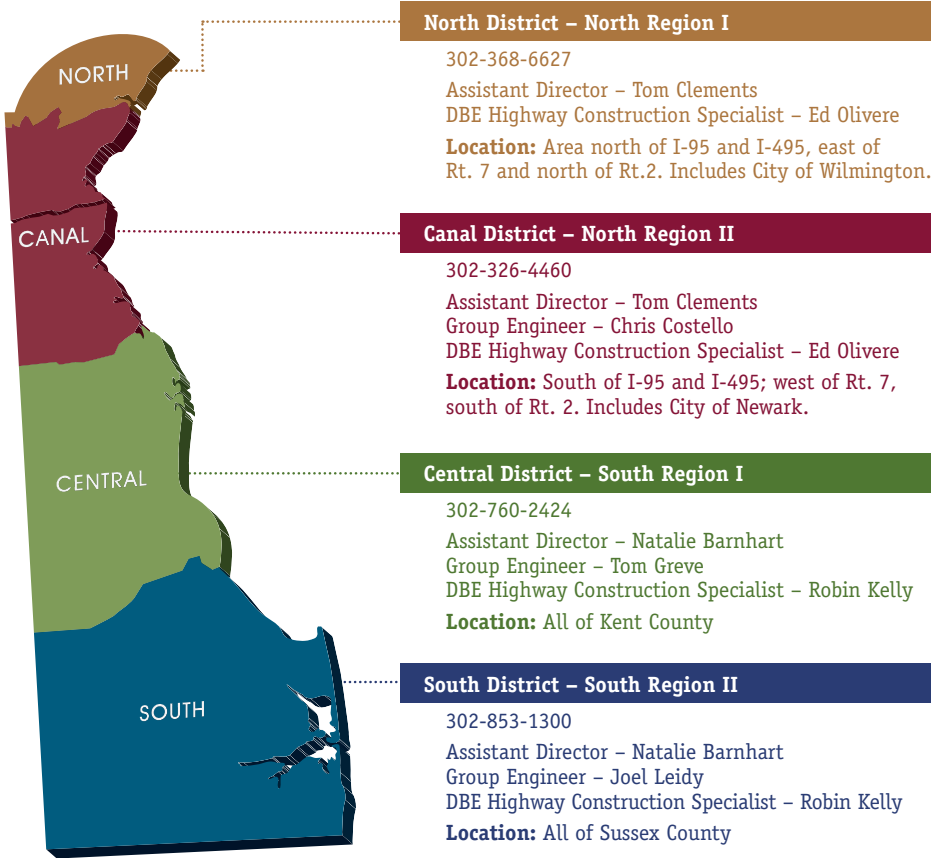 NORTH
CANAL
CENTRAL
SOUTH
North District – North Region I
302-368-6627
Assistant Director – Tom Clements
DBE Highway Construction Specialist – Ed Olivere
Location: Area north of I-95 and I-495, east of
Rt. 7 and north of Rt.2. Includes City of Wilmington.
Canal District – North Region II
302-326-4460
Assistant Director – Tom Clements
Group Engineer – Chris Costello
DBE Highway Construction Specialist – Ed Olivere
Location: South of I-95 and I-495; west of Rt. 7,
south of Rt. 2. Includes City of Newark.
Central District – South Region I
302-760-2424
Assistant Director – Natalie Barnhart
Group Engineer – Tom Greve
DBE Highway Construction Specialist – Robin Kelly
Location: All of Kent County
South District – South Region II
302-853-1300
Assistant Director – Natalie Barnhart
Group Engineer – Joel Leidy
DBE Highway Construction Specialist – Robin Kelly
Location: All of Sussex County